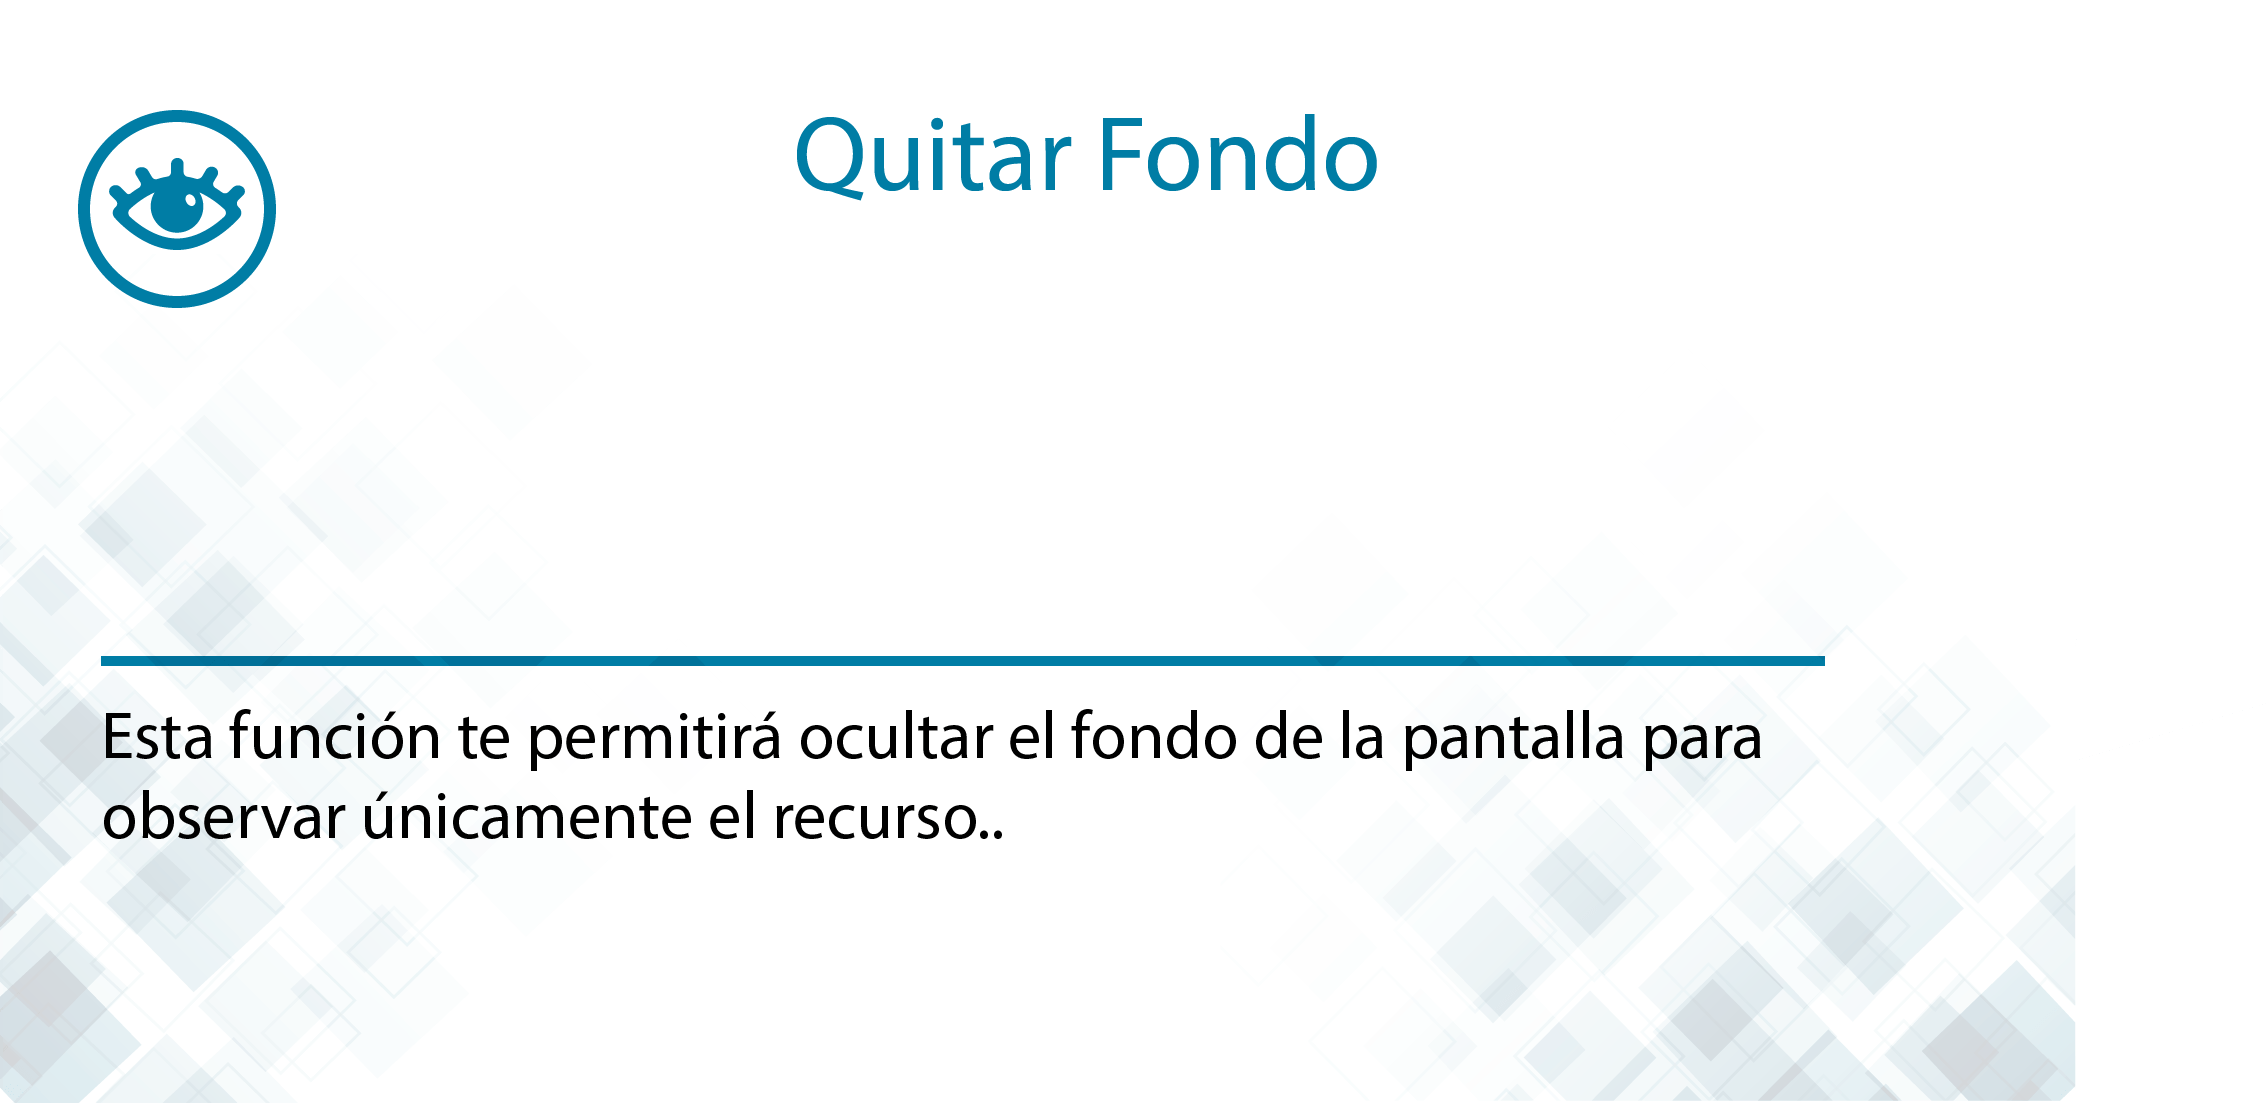 Quitar Fondo
Esta función te permitirá ocultar el fondo de la pantalla para
observar únicamente el recurso..